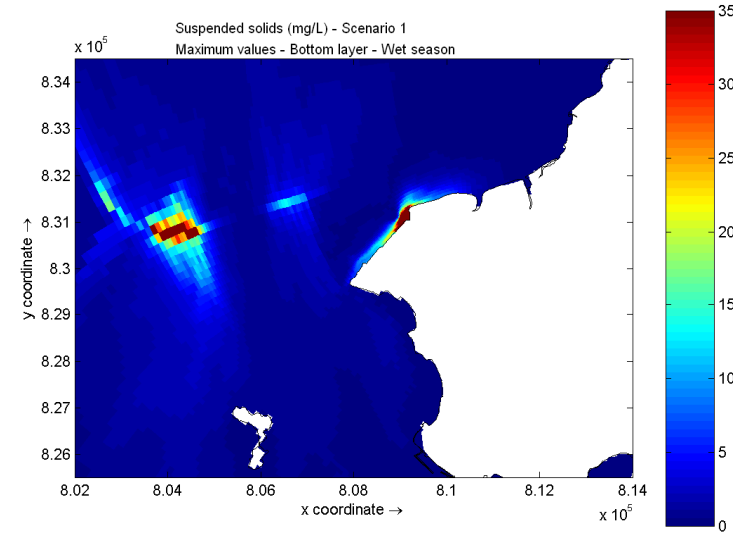 Suspended solids (mg/L) - Scenario 1
Maximum values - Bottom layer - Wet season
x 10^5
8.34
8.33
8.32
8.31
8.3
8.29
8.28
8.27
8.26
y coordinate →
8.02 8.04 8.06 8.08 8.1 8.12 8.14
x coordinate →
x 10^5
35
30
25
20
15
10
5
0